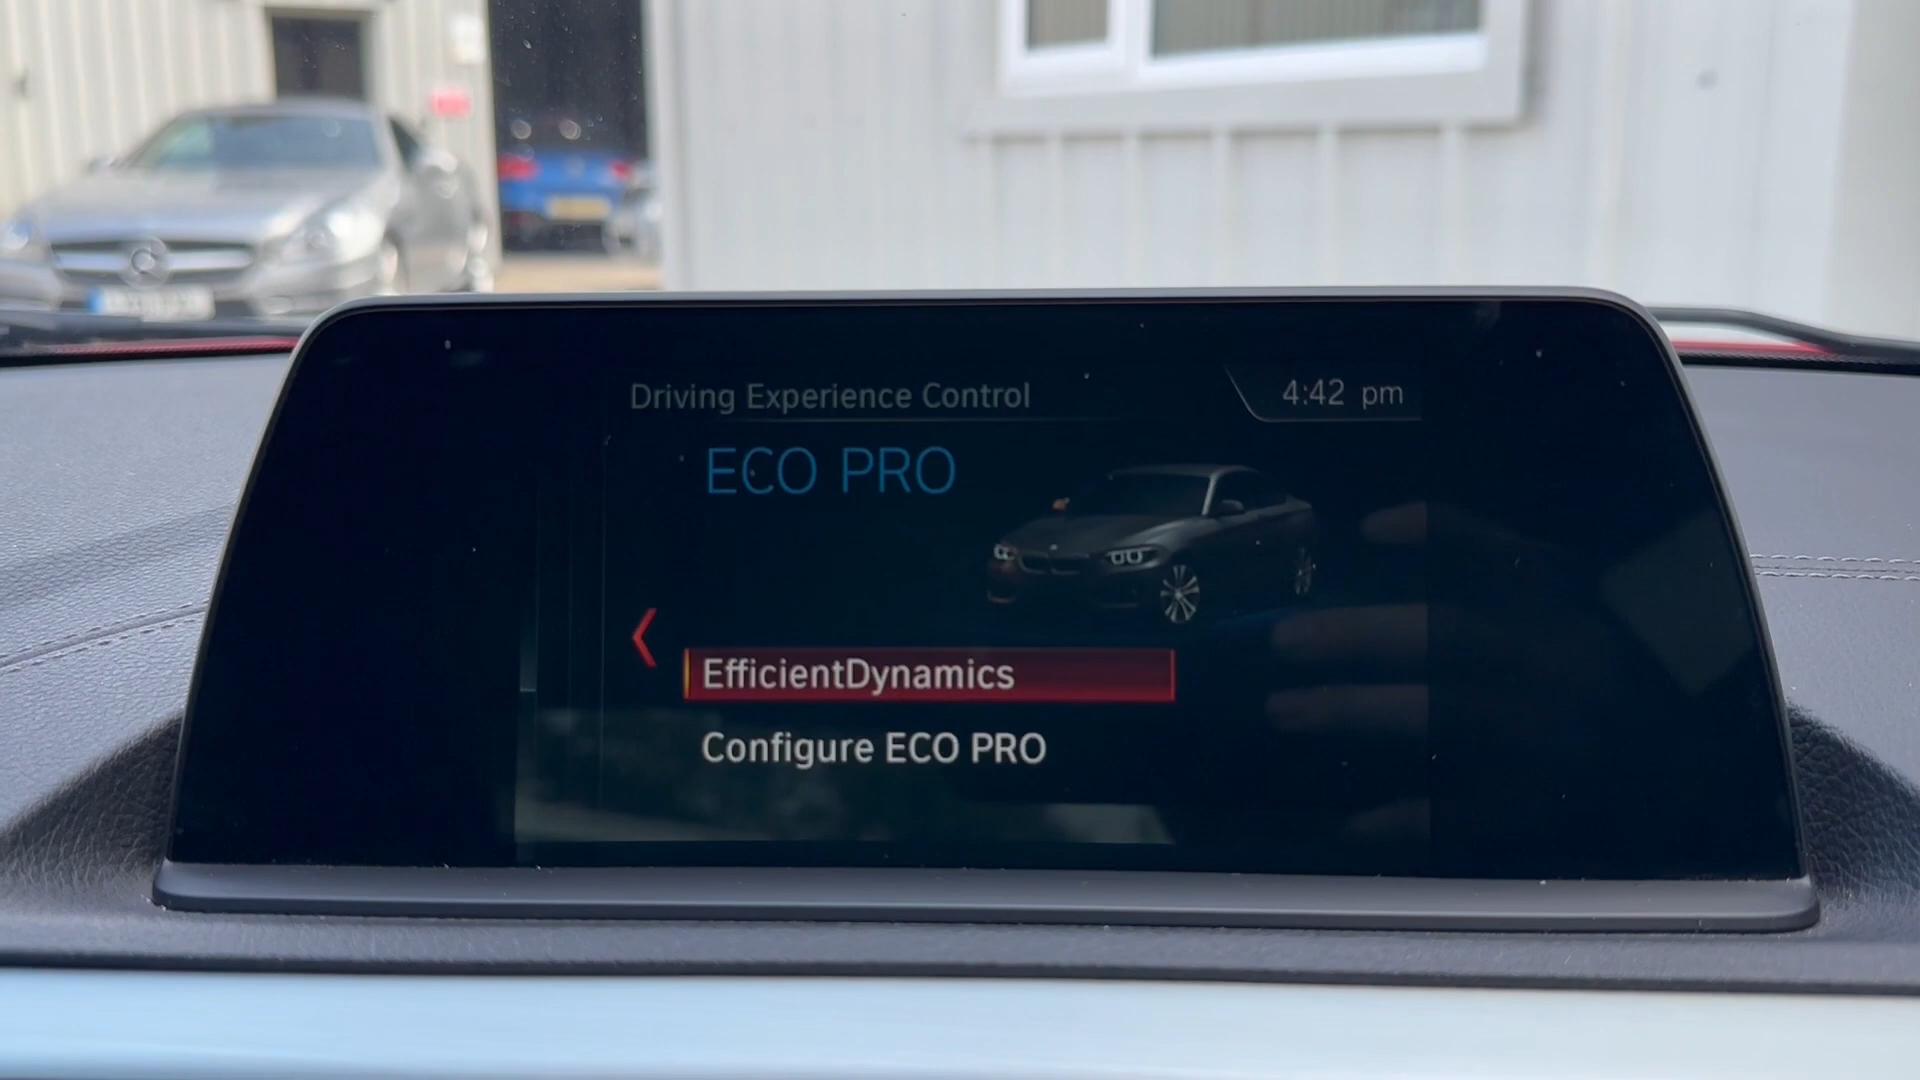 Driving Experience Control
4:42 pm
ECO PRO
EfficientDynamics
Configure ECO PRO